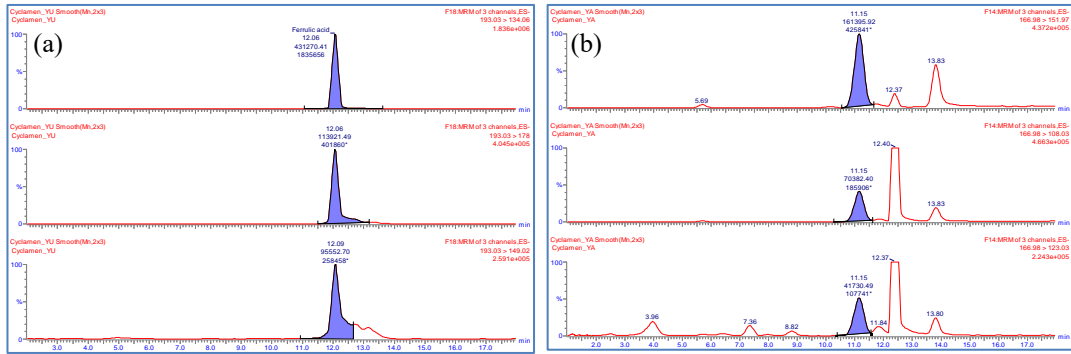 Cyclamen_YU Smooth(Mn,2x3)
Cyclamen_YU
F18:MRM of 3 channels,ES-
193.03 > 134.06
1.836e+006
(a)
Ferrulic acid
12.06
431270.41
1835656
100
%
0
min
Cyclamen_YU Smooth(Mn,2x3)
Cyclamen_YU
F18:MRM of 3 channels,ES-
193.03 > 178
4.045e+005
12.06
113921.49
401860*
100
%
0
min
Cyclamen_YU Smooth(Mn,2x3)
Cyclamen_YU
F18:MRM of 3 channels,ES-
193.03 > 149.02
2.591e+005
12.09
95552.70
258458*
100
%
0
min
3.0 4.0 5.0 6.0 7.0 8.0 9.0 10.0 11.0 12.0 13.0 14.0 15.0 16.0 17.0
Cyclamen_YA Smooth(Mn,2x3)
Cyclamen_YA
F14:MRM of 3 channels,ES-
166.98 > 151.97
4.372e+005
(b)
11.15
161395.92
425841*
13.83
12.37
5.69
100
%
0
min
Cyclamen_YA Smooth(Mn,2x3)
Cyclamen_YA
F14:MRM of 3 channels,ES-
166.98 > 108.03
4.663e+005
12.40
11.15
70382.40
185906*
13.83
100
%
0
min
Cyclamen_YA Smooth(Mn,2x3)
Cyclamen_YA
F14:MRM of 3 channels,ES-
166.98 > 123.03
2.243e+005
12.37
11.15
41730.49
107741*
3.96
7.36
8.82
11.84
13.80
100
%
0
min
2.0 3.0 4.0 5.0 6.0 7.0 8.0 9.0 10.0 11.0 12.0 13.0 14.0 15.0 16.0 17.0